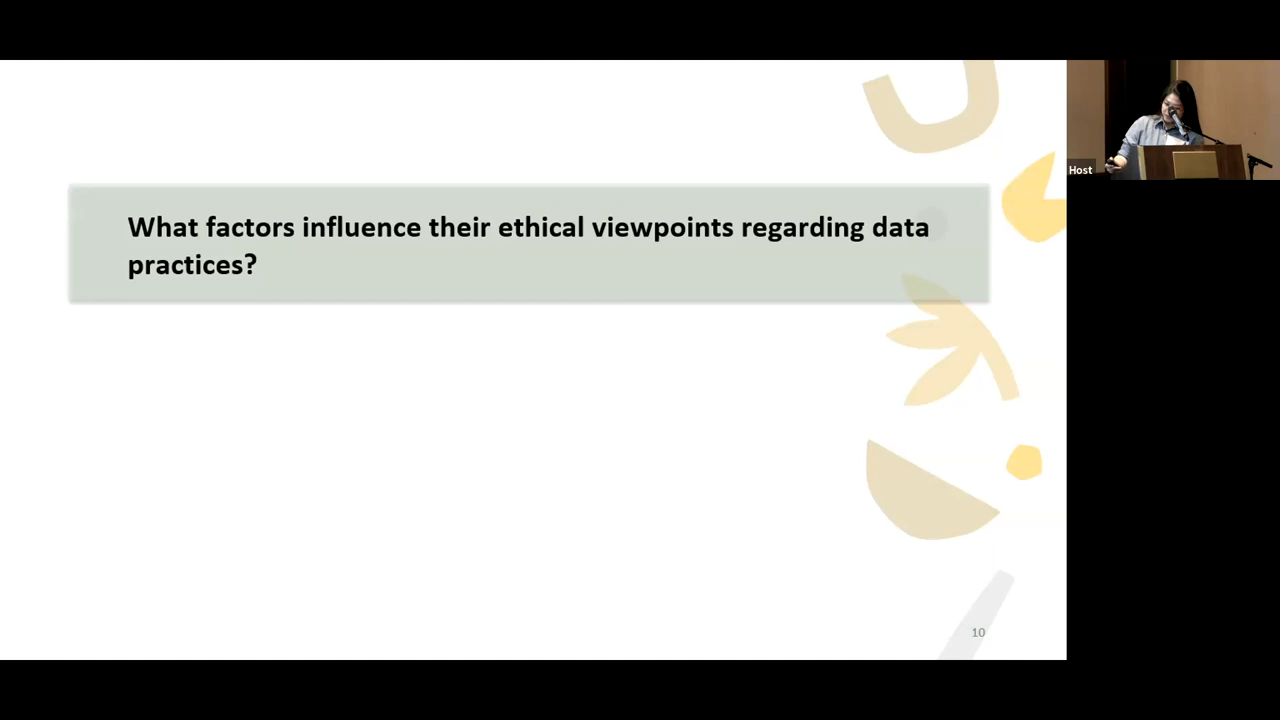 What factors influence their ethical viewpoints regarding data
practices?
Host
10